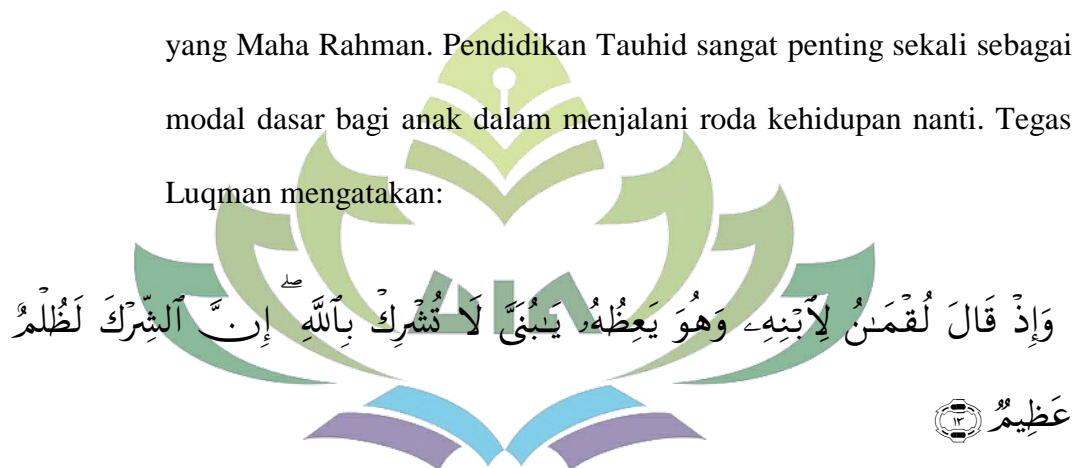 yang Maha Rahman. Pendidikan Tauhid sangat penting sekali sebagai
modal dasar bagi anak dalam menjalani roda kehidupan nanti. Tegas
Luqman mengatakan:
وَإِذْ قَالَ لُقْمَـٰنُ لِٱبْنِهِۦ وَهُوَ يَعِظُهُۥ يَـٰبُنَىَّ لَا تُشْرِكْ بِٱللَّهِ ۖ إِنَّ ٱلشِّرْكَ لَظُلْمٌ
عَظِيمٌ ﴿١٣﴾